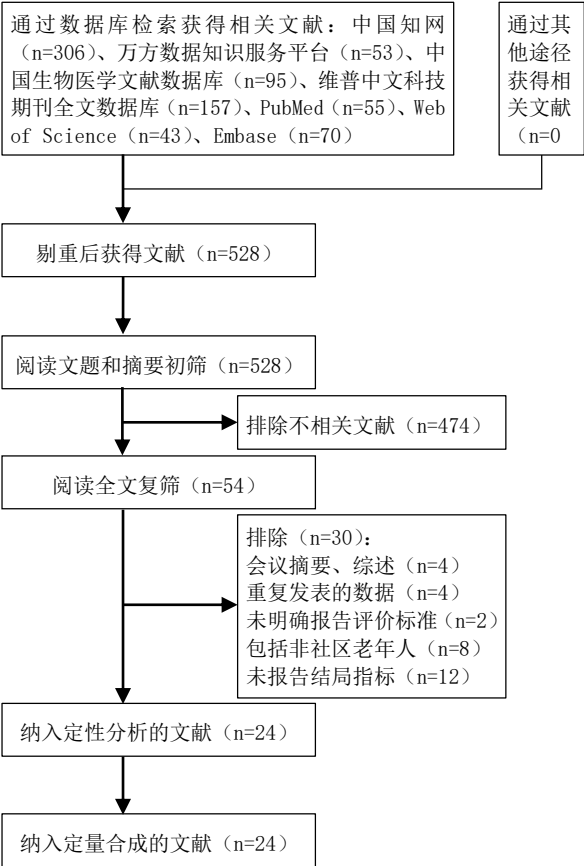 通过数据库检索获得相关文献：中国知网
（n=306）、万方数据知识服务平台（n=53）、中
国生物医学文献数据库（n=95）、维普中文科技
期刊全文数据库（n=157）、PubMed（n=55）、Web
of Science（n=43）、Embase（n=70）
通过其
他途径
获得相
关文献
（n=0
剔重后获得文献（n=528）
阅读文题和摘要初筛（n=528）
排除不相关文献（n=474）
阅读全文复筛（n=54）
排除（n=30）：
会议摘要、综述（n=4）
重复发表的数据（n=4）
未明确报告评价标准（n=2）
包括非社区老年人（n=8）
未报告结局指标（n=12）
纳入定性分析的文献（n=24）
纳入定量合成的文献（n=24）